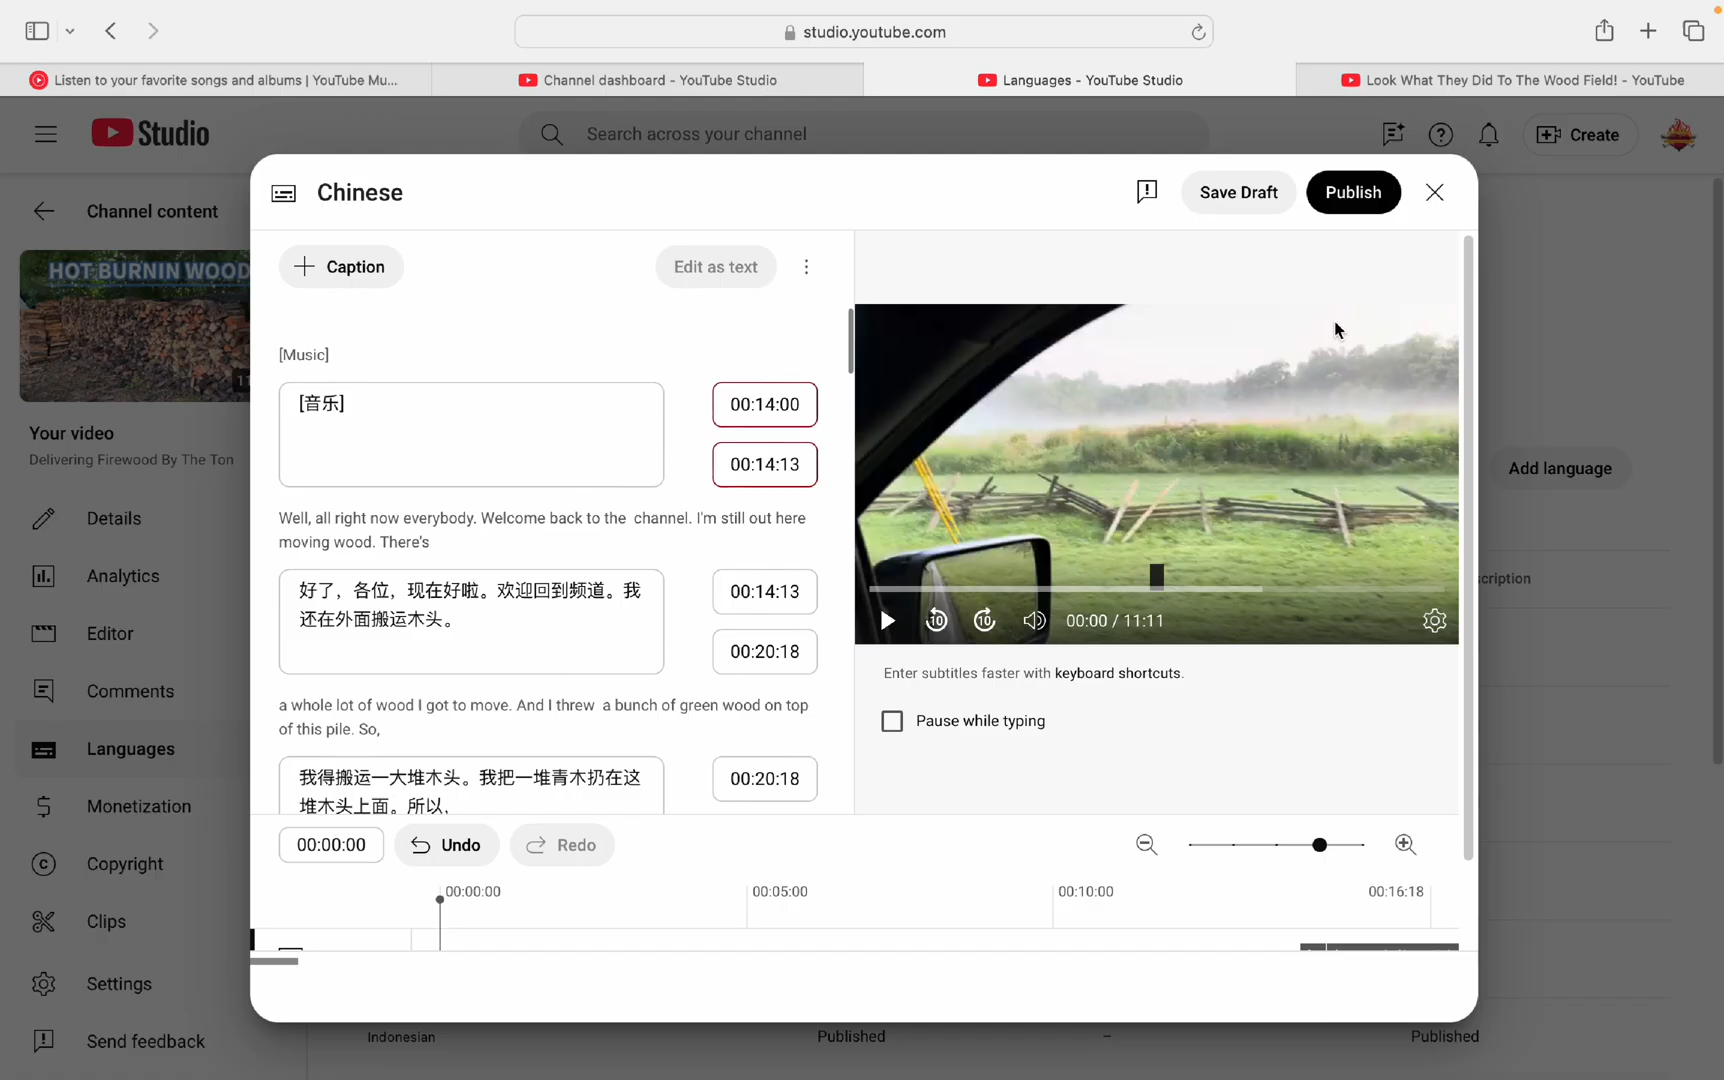 studio.youtube.com
Listen to your favorite songs and albums | YouTube Mu...
Channel dashboard - YouTube Studio
Languages - YouTube Studio
Look What They Did To The Wood Field! - YouTube
Studio
Search across your channel
Create
Channel content
HOT BURNIN WOOD
Your video
Delivering Firewood By The Ton
Details
Analytics
Editor
Comments
Languages
Monetization
Copyright
Clips
Settings
Send feedback
Chinese
Save Draft
Publish
Caption
Edit as text
[Music]
[音乐]
00:14:00
00:14:13
Well, all right now everybody. Welcome back to the channel. I'm still out here
moving wood. There's
好了，各位，现在好啦。欢迎回到频道。我
还在外面搬运木头。
00:14:13
00:20:18
a whole lot of wood I got to move. And I threw a bunch of green wood on top
of this pile. So,
我得搬运一大堆木头。我把一堆青木扔在这
堆木头上面。所以，
00:20:18
10
10
00:00 / 11:11
Enter subtitles faster with keyboard shortcuts.
Pause while typing
00:00:00
Undo
Redo
00:00:00
00:05:00
00:10:00
00:16:18
Add language
scription
Indonesian
Published
–
Published